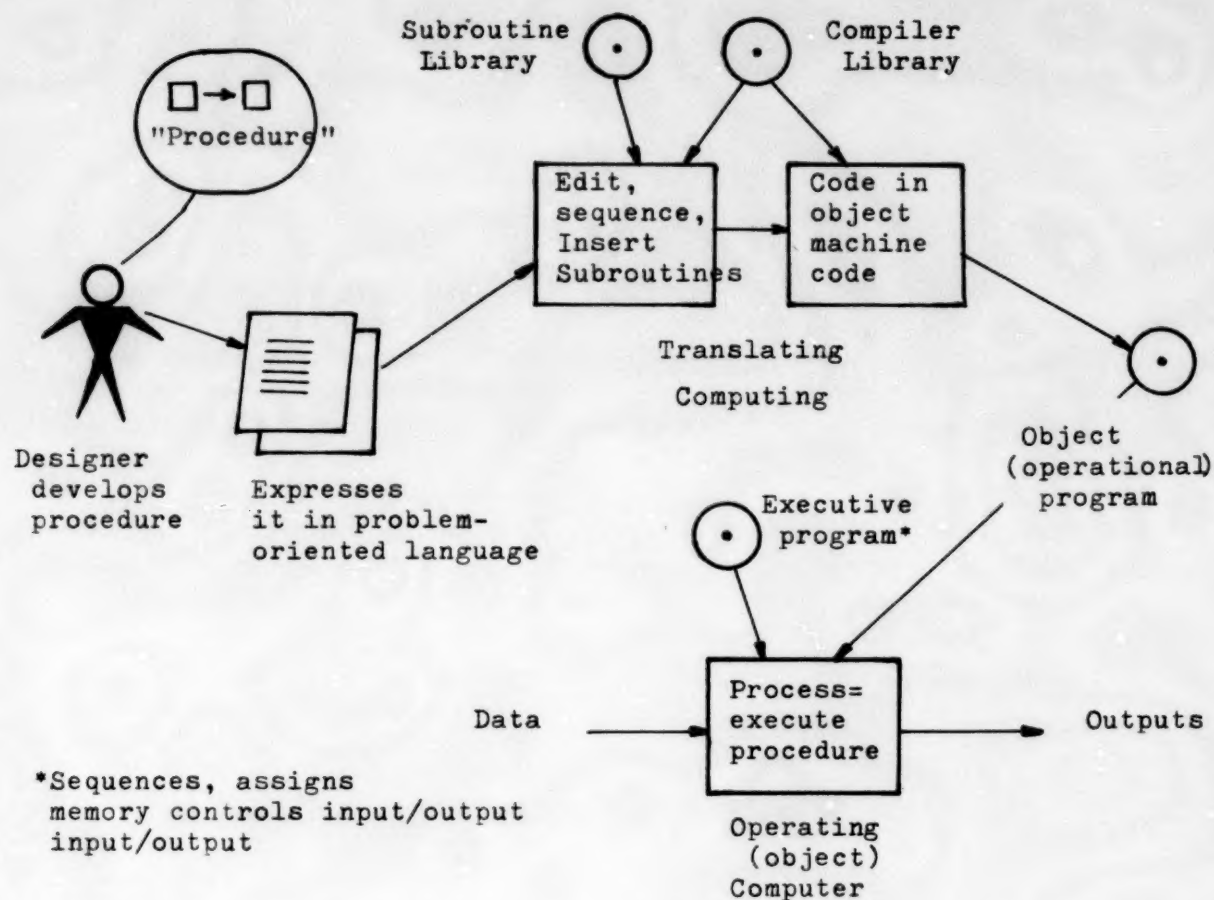 Subroutine
Library
Compiler
Library
"Procedure"
Edit,
sequence,
Insert
Subroutines
Code in
object
machine
code
Translating
Computing
Designer
develops
procedure
Expresses
it in problem-
oriented language
Object
(operational)
program
Executive
program*
Data
Process=
execute
procedure
Outputs
*Sequences, assigns
memory controls input/output
input/output
Operating
(object)
Computer